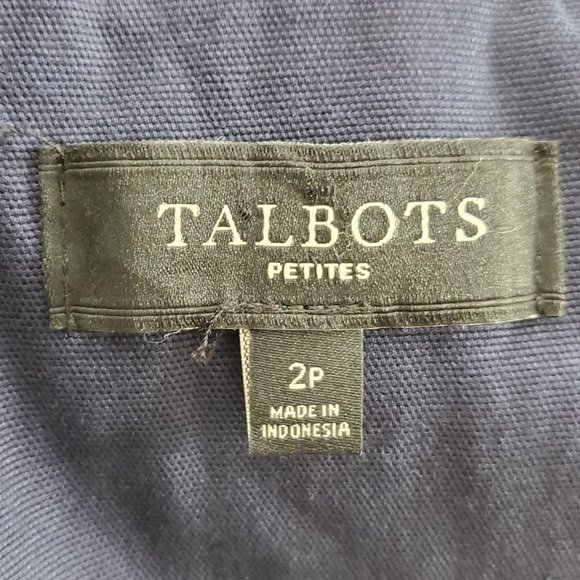 TALBOTS
PETITES
2P
MADE IN
INDONESIA